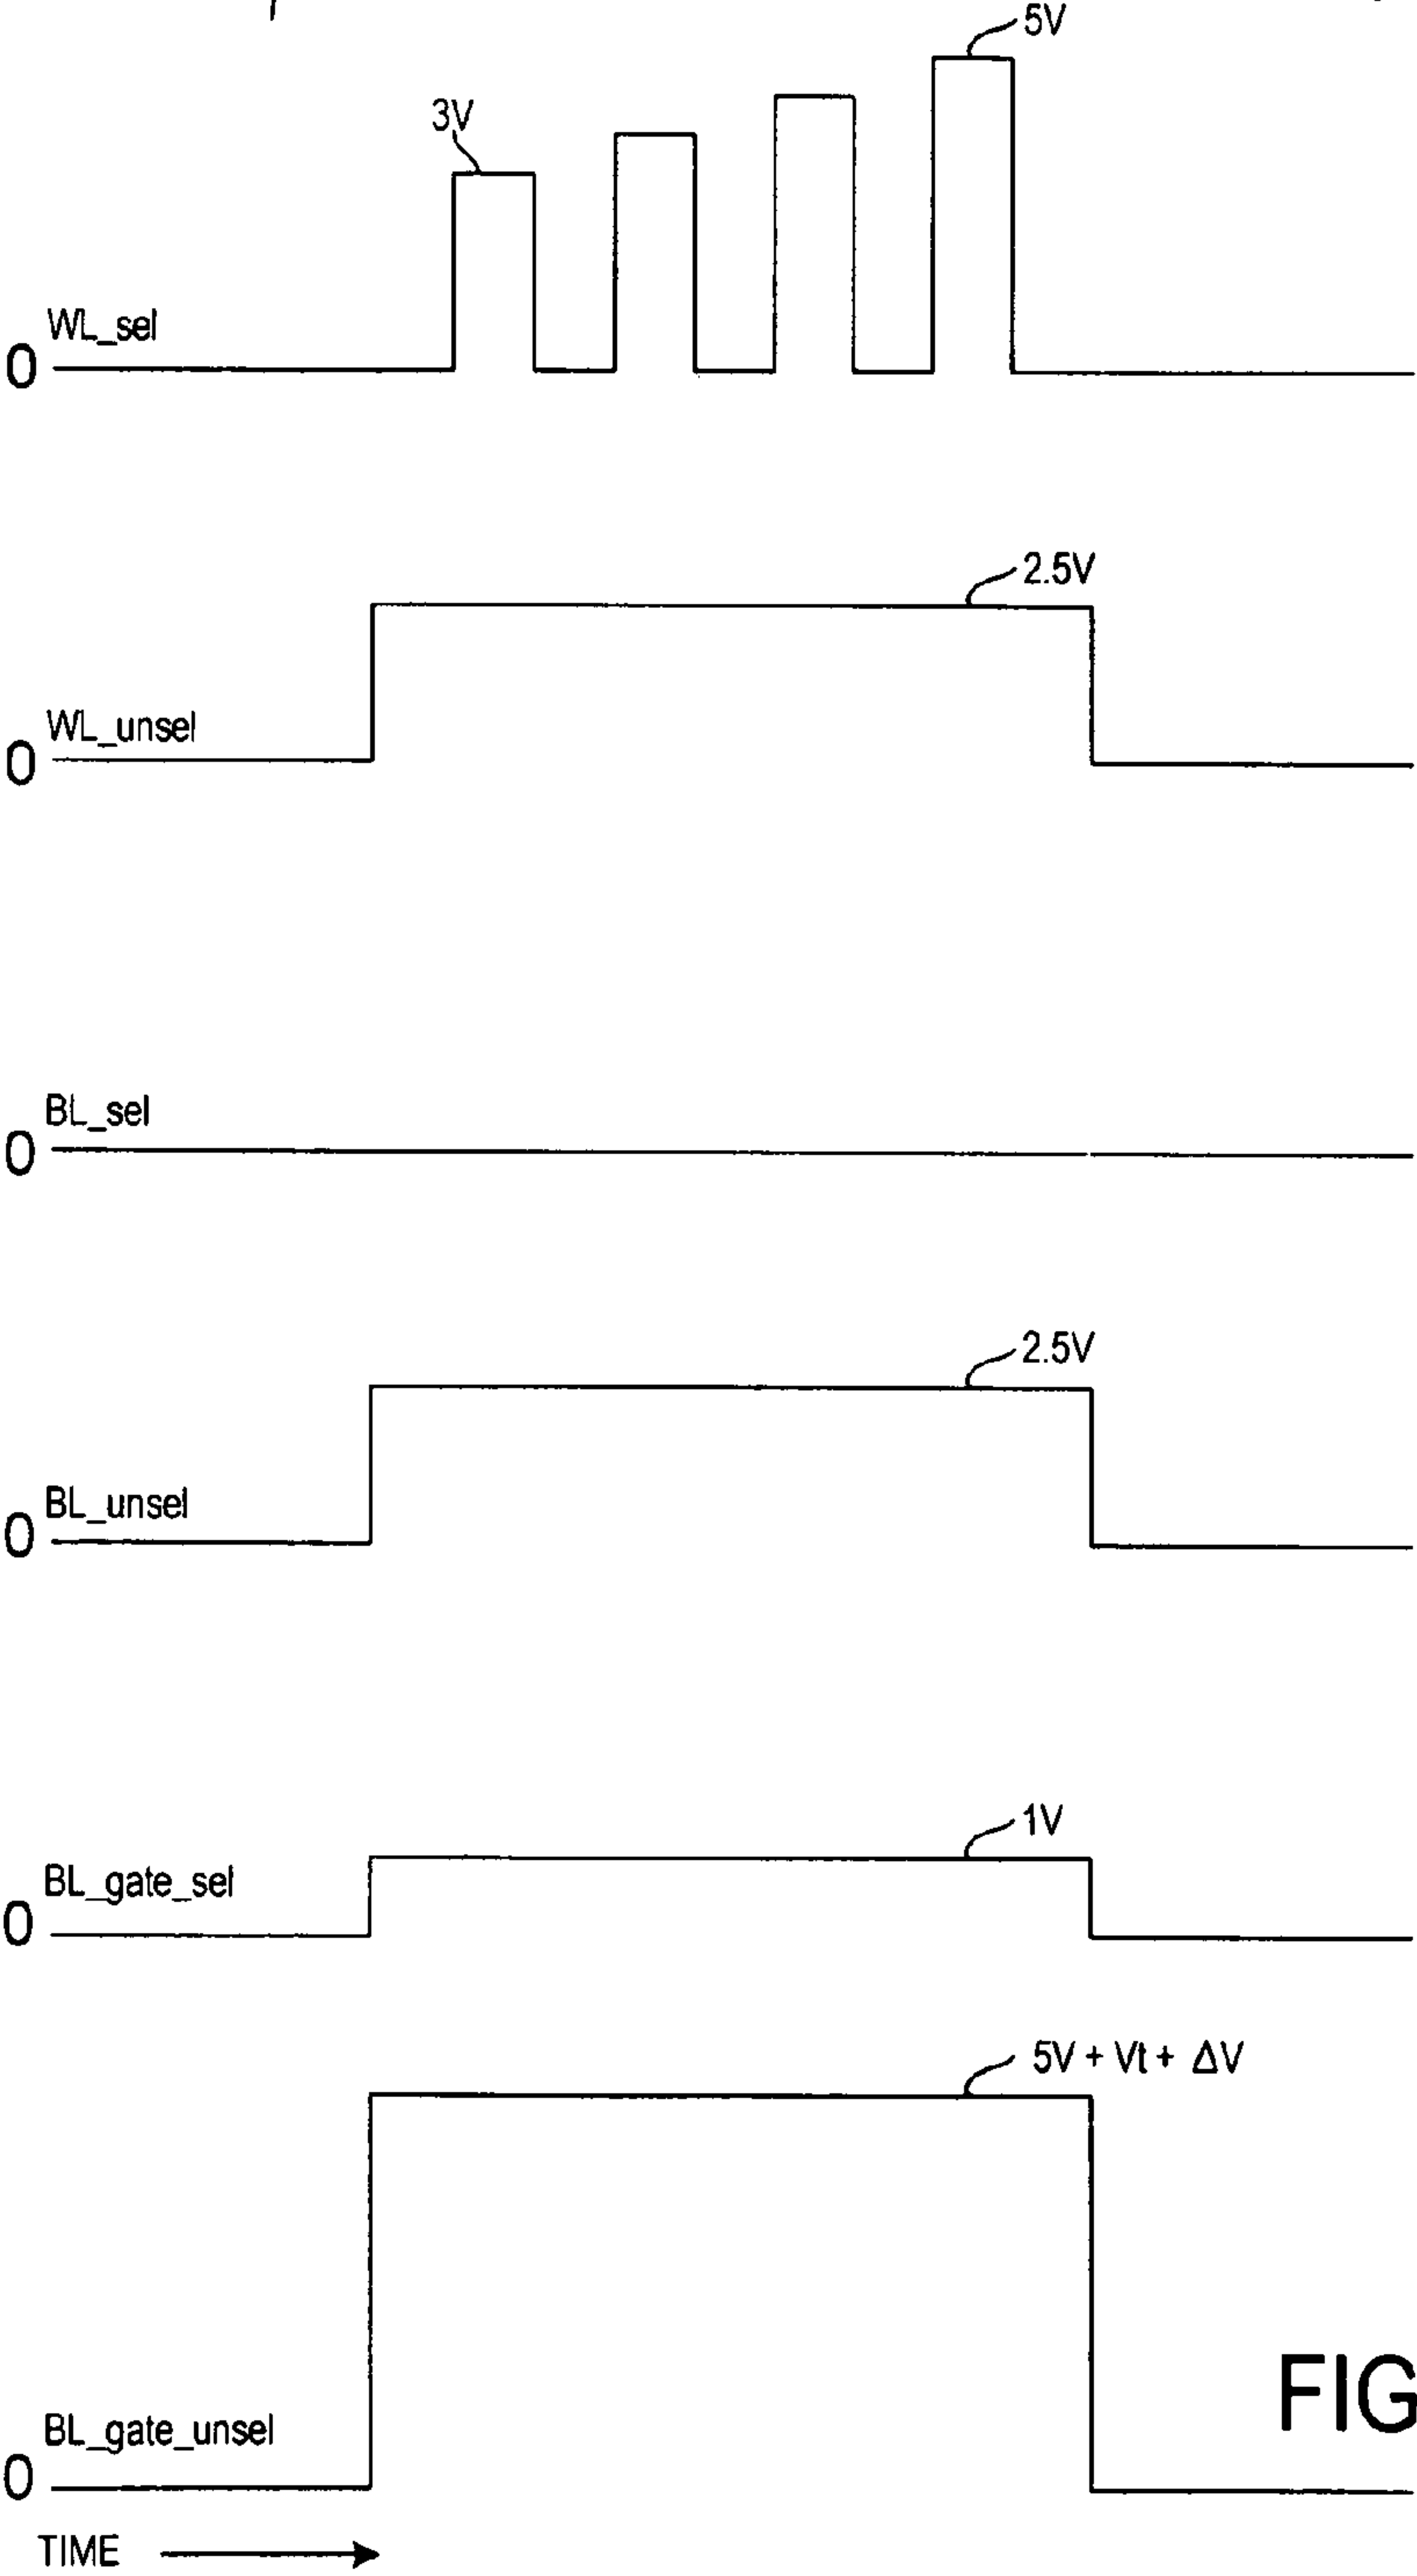 5V
3V
WL_sel
0
2.5V
WL_unsel
0
BL_sel
0
2.5V
BL_unsel
0
1V
BL_gate_sel
0
5V + Vt + ΔV
FIG
BL_gate_unsel
0
TIME